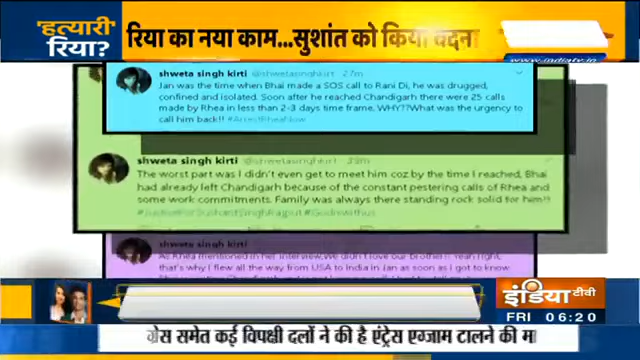 'हत्यारी'
रिया?
रिया का नया काम...सुशांत को किया बदनाम
www.indiatv.in
shweta singh kirti @shwetasinghkirt · 27m
Jan was the time when Bhai made a SOS call to Rani Di, he was drugged,
confined and isolated. Soon after he reached Chandigarh there were 25 calls
made by Rhea in less than 2-3 days time frame. WHY??What was the urgency to
call him back!! #ArrestRheaNow
shweta singh kirti @shwetasinghkirt · 39m
The worst part was I didn't even get to meet him coz by the time I reached, Bhai
had already left Chandigarh because of the constant pestering calls of Rhea and
some work commitments. Family was always there standing rock solid for him!!
#JusticeForSushantSinghRajput #Godiswithus
shweta singh kirti
As Rhea mentioned in her interview,We didn't love our brother!! Yeah right,
that's why I flew all the way from USA to India in Jan as soon as I got to know
इंडिया टीवी
FRI 06:20
ग्रेस समेत कई विपक्षी दलों ने की है एंट्रेस एग्जाम टालने की मा